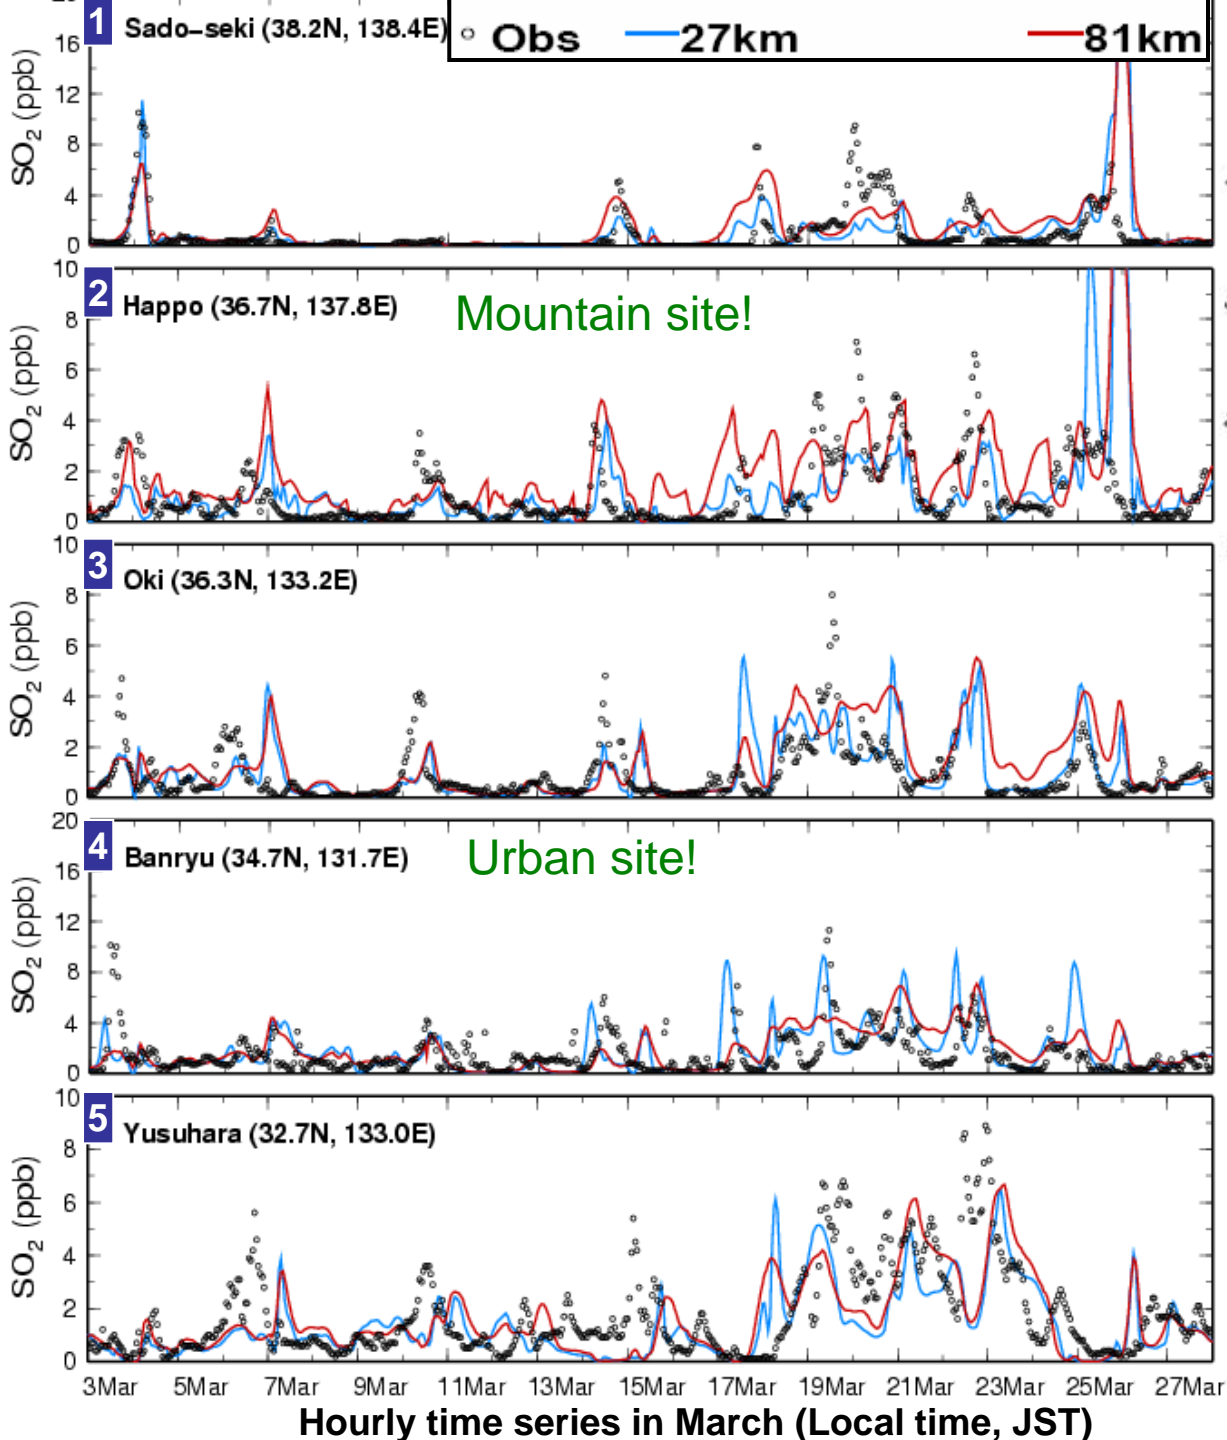 20
1 Sado-seki (38.2N, 138.4E) Obs 27km 81km
16
12
8
4
0
SO2 (ppb)
10
2 Happo (36.7N, 137.8E) Mountain site!
8
6
4
2
0
SO2 (ppb)
10
3 Oki (36.3N, 133.2E)
8
6
4
2
0
SO2 (ppb)
20
4 Banryu (34.7N, 131.7E) Urban site!
16
12
8
4
0
SO2 (ppb)
10
5 Yusuhara (32.7N, 133.0E)
8
6
4
2
0
SO2 (ppb)
3Mar 5Mar 7Mar 9Mar 11Mar 13Mar 15Mar 17Mar 19Mar 21Mar 23Mar 25Mar 27Mar
Hourly time series in March (Local time, JST)